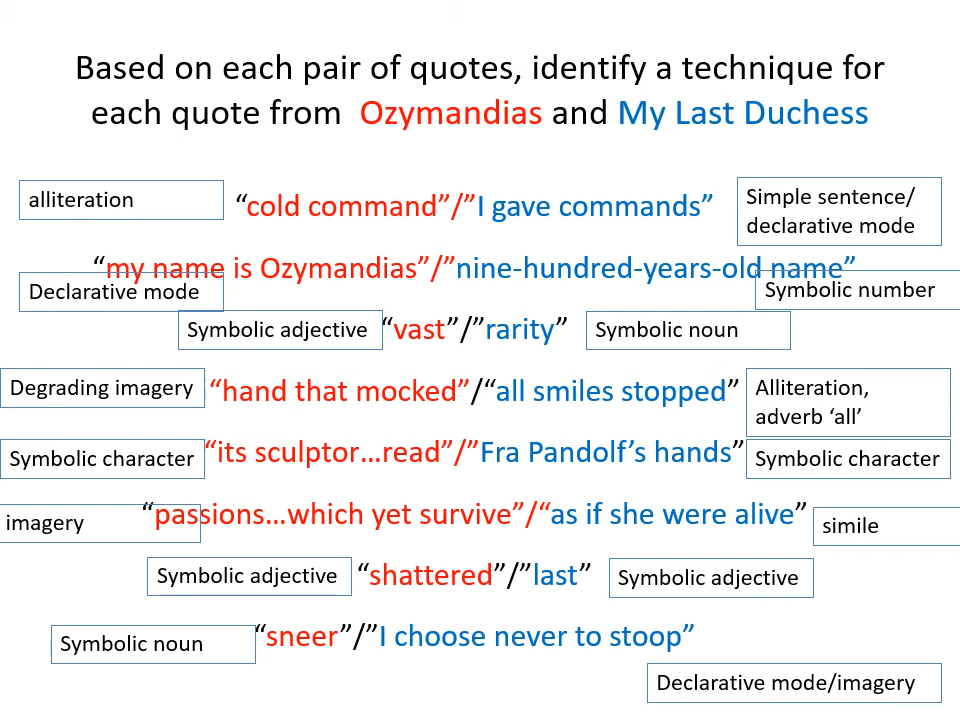 Based on each pair of quotes, identify a technique for
each quote from Ozymandias and My Last Duchess
alliteration
“cold command”/”I gave commands”
Simple sentence/
declarative mode
“my name is Ozymandias”/”nine-hundred-years-old name”
Declarative mode
Symbolic number
Symbolic adjective
“vast”/”rarity”
Symbolic noun
Degrading imagery
“hand that mocked”/“all smiles stopped”
Alliteration,
adverb ‘all’
Symbolic character
“its sculptor…read”/”Fra Pandolf’s hands”
Symbolic character
imagery
“passions…which yet survive”/“as if she were alive”
simile
Symbolic adjective
“shattered”/”last”
Symbolic adjective
Symbolic noun
“sneer”/”I choose never to stoop”
Declarative mode/imagery